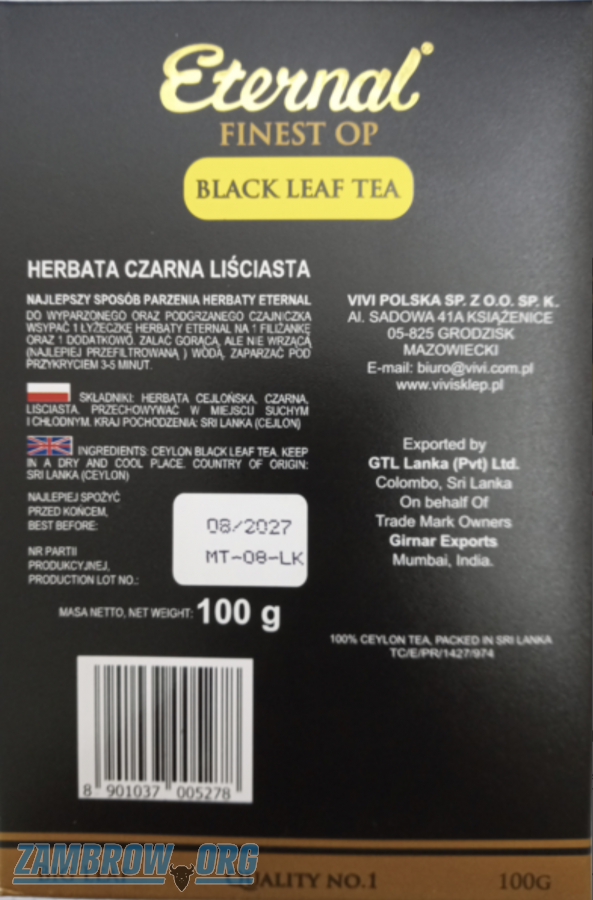 Eternal®
FINEST OP
BLACK LEAF TEA
HERBATA CZARNA LIŚCIASTA
NAJLEPSZY SPOSÓB PARZENIA HERBATY ETERNAL
DO WYPARZONEGO ORAZ PODGRZANEGO CZAJNICZKA
WSYPAĆ 1 ŁYŻECZKĘ HERBATY ETERNAL NA 1 FILIŻANKĘ
ORAZ 1 DODATKOWO. ZALAĆ GORĄCĄ, ALE NIE WRZĄCĄ
(NAJLEPIEJ PRZEFILTROWANĄ ) WODĄ. ZAPARZAĆ POD
PRZYKRYCIEM 3-5 MINUT.
SKŁADNIKI: HERBATA CEJLOŃSKA, CZARNA,
LIŚCIASTA. PRZECHOWYWAĆ W MIEJSCU SUCHYM
I CHŁODNYM. KRAJ POCHODZENIA: SRI LANKA (CEJLON)
INGREDIENTS: CEYLON BLACK LEAF TEA. KEEP
IN A DRY AND COOL PLACE. COUNTRY OF ORIGIN:
SRI LANKA (CEYLON)
NAJLEPIEJ SPOŻYĆ
PRZED KOŃCEM,
BEST BEFORE:
08/2027
NR PARTII
PRODUKCYJNEJ,
PRODUCTION LOT NO.:
MT-08-LK
MASA NETTO, NET WEIGHT: 100 g
8 901037 005278
VIVI POLSKA SP. Z O.O. SP. K.
Al. SADOWA 41A KSIĄŻENICE
05-825 GRODZISK
MAZOWIECKI
E-mail: biuro@vivi.com.pl
www.vivisklep.pl
Exported by
GTL Lanka (Pvt) Ltd.
Colombo, Sri Lanka
On behalf Of
Trade Mark Owners
Girnar Exports
Mumbai, India.
100% CEYLON TEA, PACKED IN SRI LANKA
TC/E/PR/1427/974
QUALITY NO.1
100G
ZAMBROW.ORG